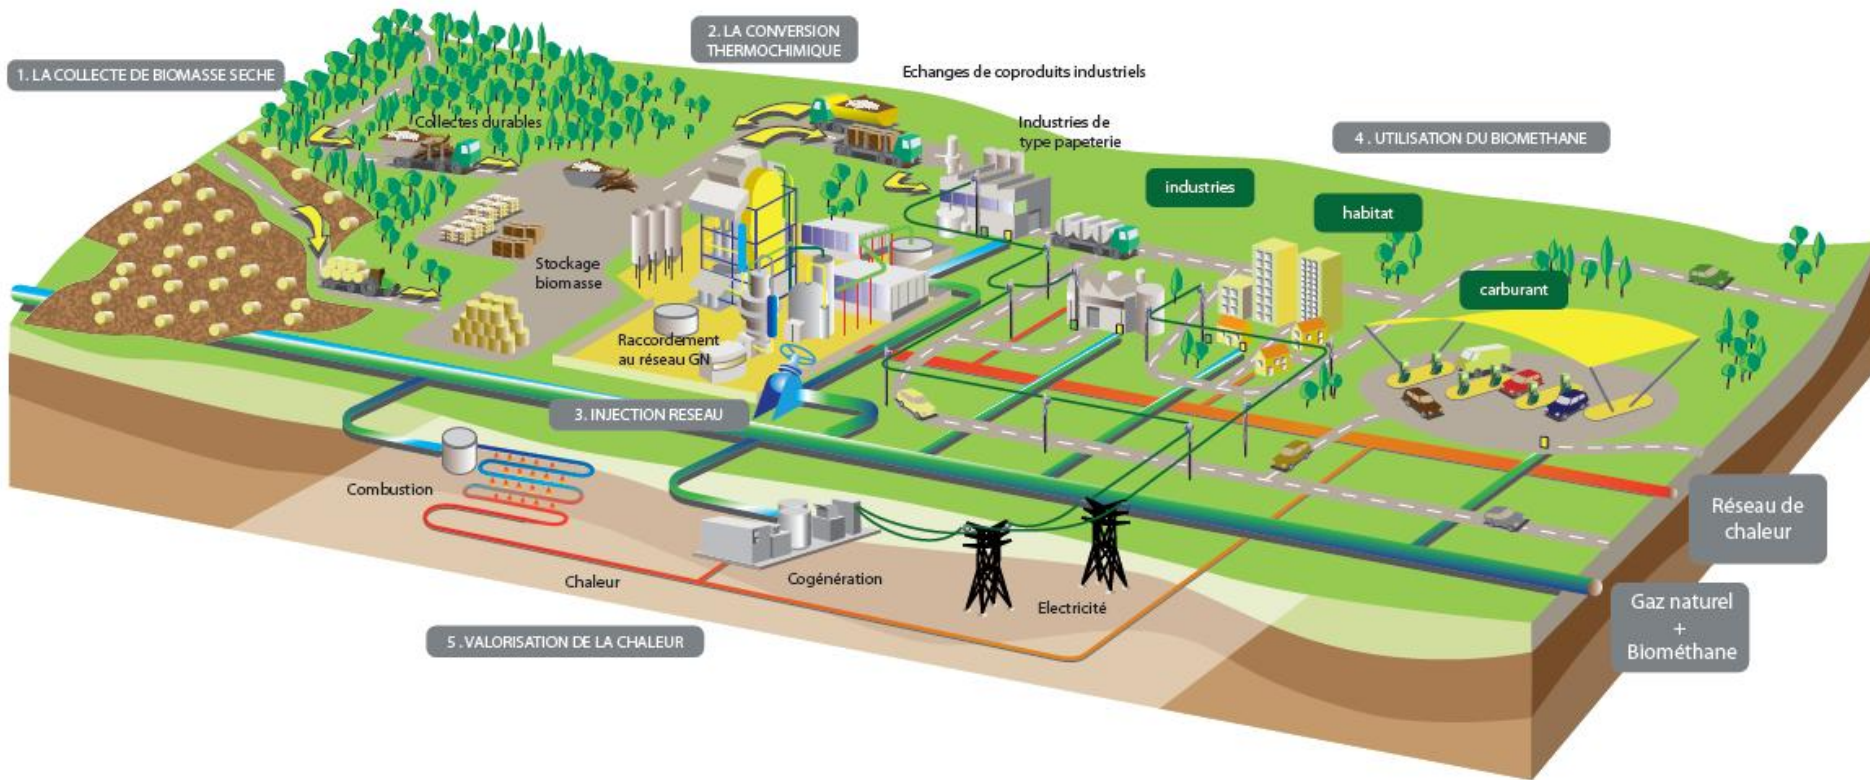 1. LA COLLECTE DE BIOMASSE SECHE
2. LA CONVERSION
THERMOCHIMIQUE
Echanges de coproduits industriels
Collectes durables
Industries de
type papeterie
4 . UTILISATION DU BIOMETHANE
industries
habitat
carburant
Stockage
biomasse
Raccordement
au réseau GN
3. INJECTION RESEAU
Combustion
Chaleur
Cogénération
Electricité
5 . VALORISATION DE LA CHALEUR
Réseau de
chaleur
Gaz naturel
+
Biométhane